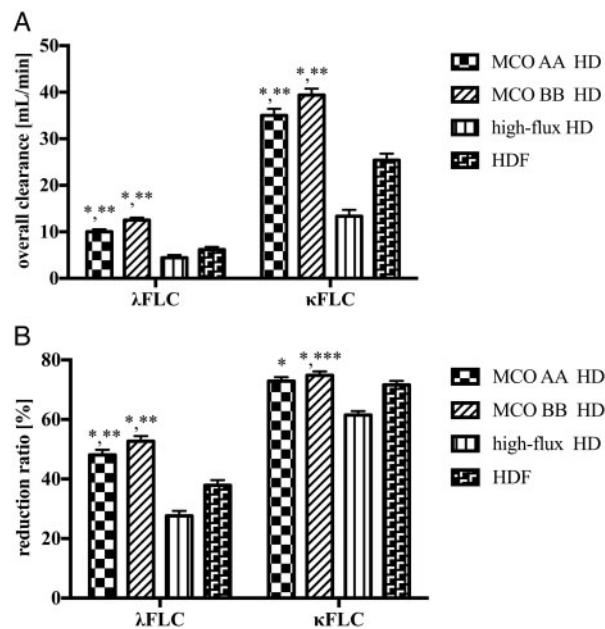 A
overall clearance [mL/min]
50
40
30
20
10
0
*,** *,**
*,** *,**
λFLC κFLC
MCO AA HD
MCO BB HD
high-flux HD
HDF
B
reduction ratio [%]
80
60
40
20
0
*,** *,**
* *,***
λFLC κFLC
MCO AA HD
MCO BB HD
high-flux HD
HDF